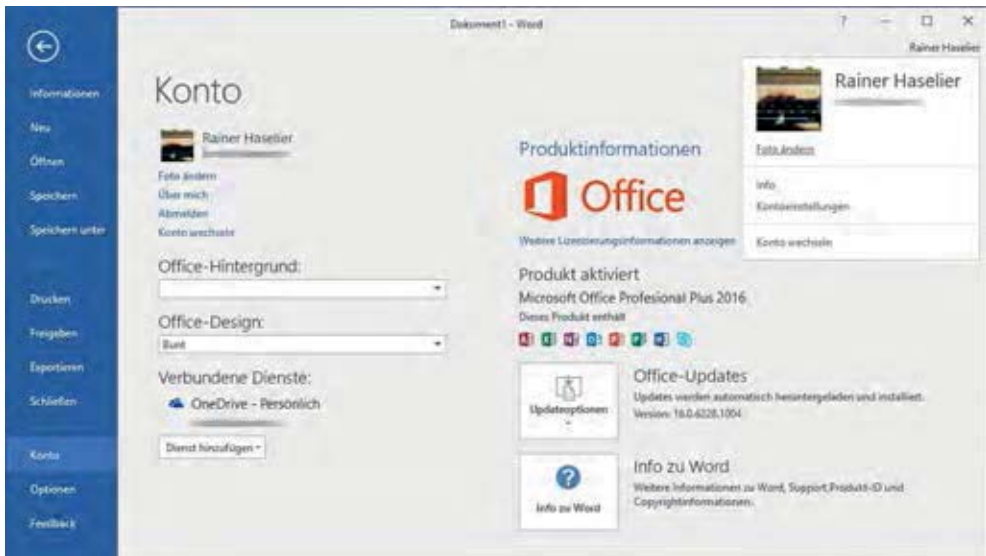 Dokument1 - Word
?
Rainer Haselier
Informationen
Neu
Öffnen
Speichern
Speichern unter
Drucken
Freigeben
Exportieren
Schließen
Konto
Optionen
Feedback
Konto
Rainer Haselier
Foto ändern
Über mich
Abmelden
Konto wechseln
Office-Hintergrund:
Office-Design:
Bunt
Verbundene Dienste:
OneDrive - Persönlich
Dienst hinzufügen
Produktinformationen
Office
Weitere Lizenzierungsinformationen anzeigen
Produkt aktiviert
Microsoft Office Profesional Plus 2016
Dieses Produkt enthält
Updateoptionen
Office-Updates
Updates werden automatisch heruntergeladen und installiert.
Version: 16.0.6228.1004
Info zu Word
Info zu Word
Weitere Informationen zu Word, Support,Produkt-ID und
Copyrightinformationen.
Rainer Haselier
Foto ändern
Info
Kontoeinstellungen
Konto wechseln